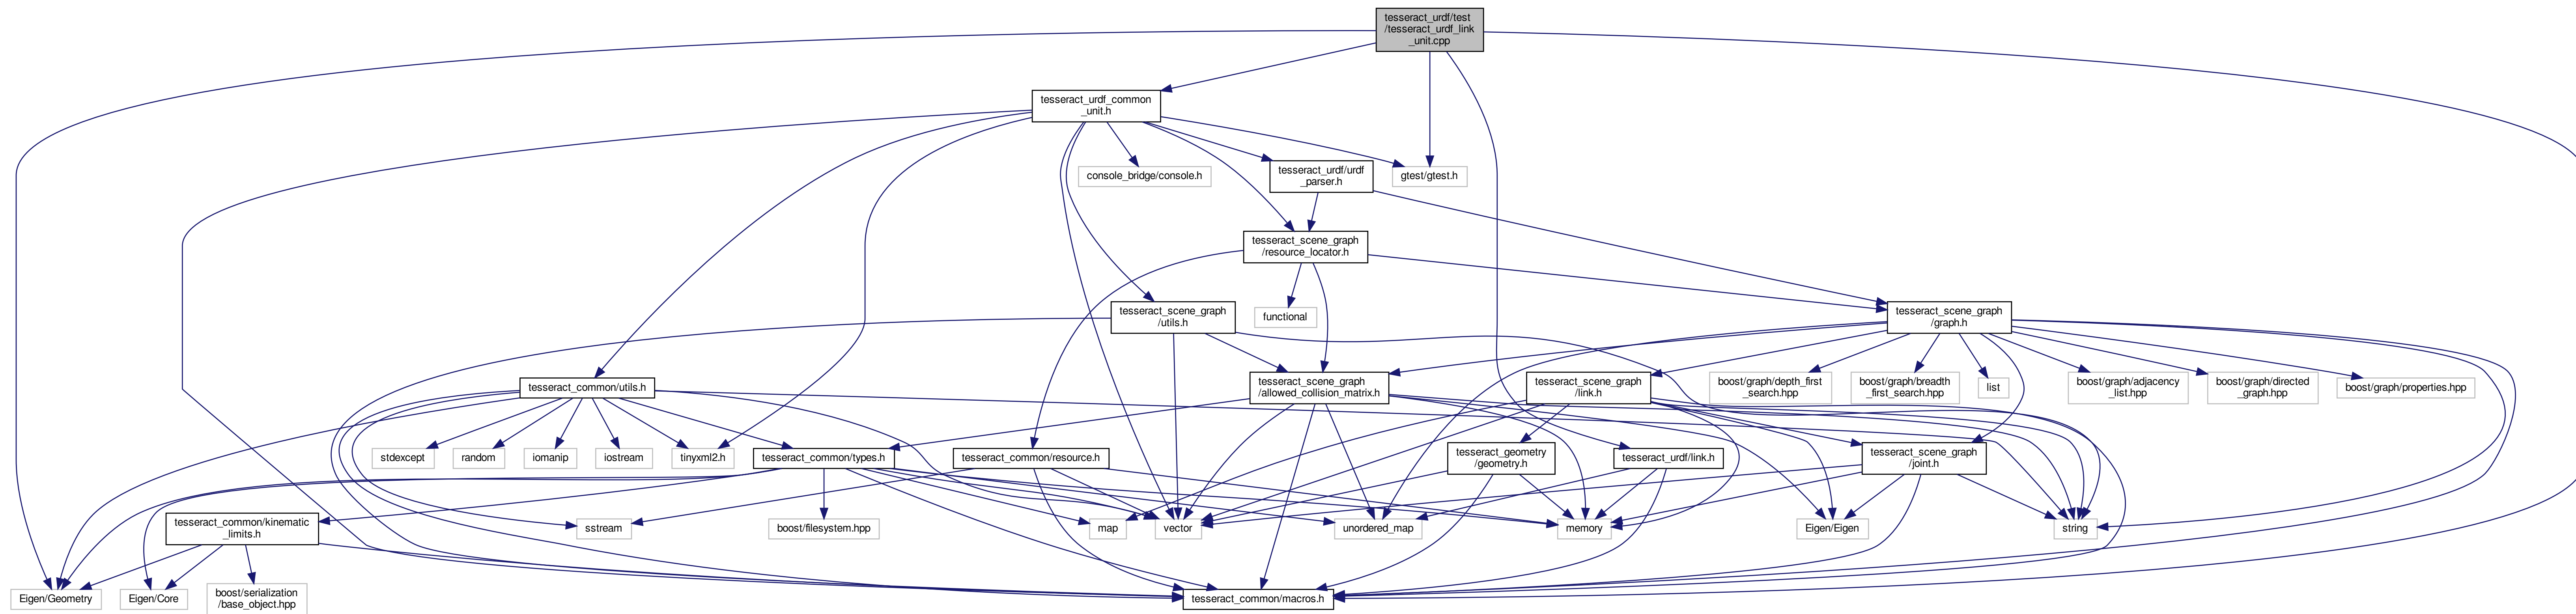 tesseract_urdf/test
/tesseract_urdf_link
_unit.cpp
tesseract_urdf_common
_unit.h
console_bridge/console.h
tesseract_urdf/urdf
_parser.h
gtest/gtest.h
tesseract_scene_graph
/resource_locator.h
tesseract_scene_graph
/utils.h
functional
tesseract_scene_graph
/graph.h
tesseract_common/utils.h
tesseract_scene_graph
/allowed_collision_matrix.h
tesseract_scene_graph
/link.h
boost/graph/depth_first
_search.hpp
boost/graph/breadth
_first_search.hpp
list
boost/graph/adjacency
_list.hpp
boost/graph/directed
_graph.hpp
boost/graph/properties.hpp
stdexcept
random
iomanip
iostream
tinyxml2.h
tesseract_common/types.h
tesseract_common/resource.h
tesseract_geometry
/geometry.h
tesseract_urdf/link.h
tesseract_scene_graph
/joint.h
tesseract_common/kinematic
_limits.h
sstream
boost/filesystem.hpp
map
vector
unordered_map
memory
Eigen/Eigen
string
Eigen/Geometry
Eigen/Core
boost/serialization
/base_object.hpp
tesseract_common/macros.h